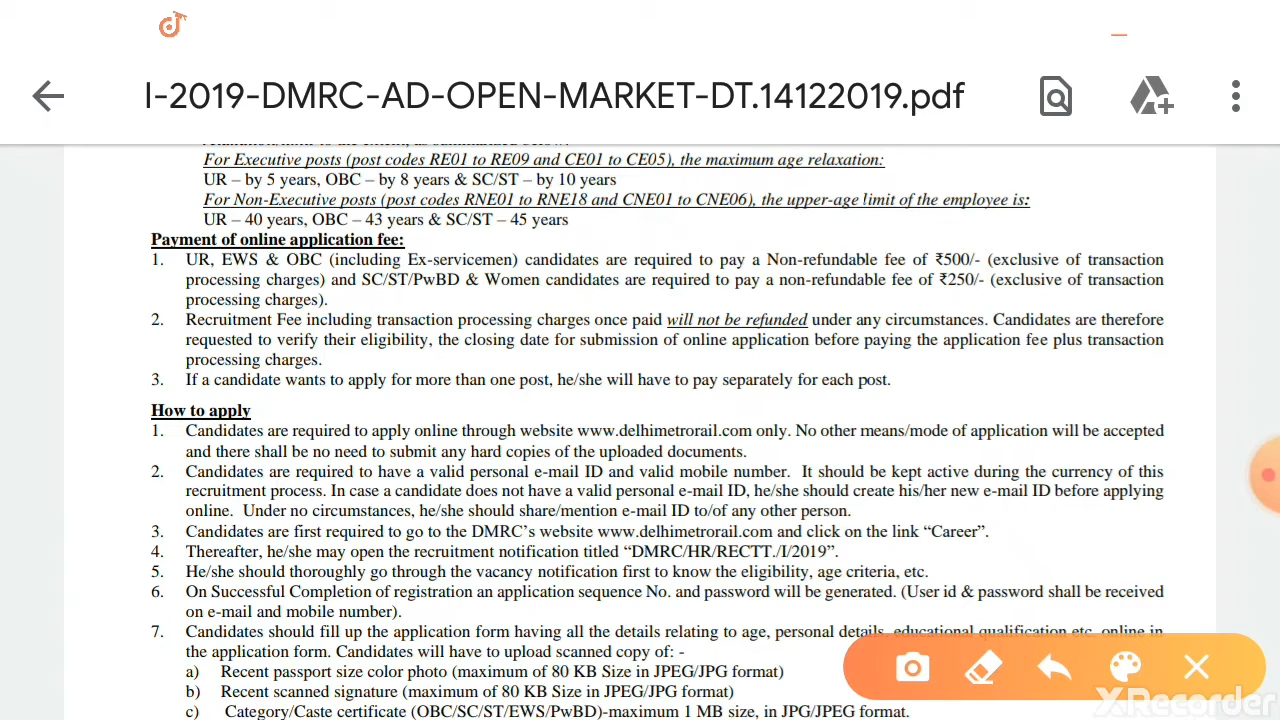 I-2019-DMRC-AD-OPEN-MARKET-DT.14122019.pdf
For Executive posts (post codes RE01 to RE09 and CE01 to CE05), the maximum age relaxation:
UR – by 5 years, OBC – by 8 years & SC/ST – by 10 years
For Non-Executive posts (post codes RNE01 to RNE18 and CNE01 to CNE06), the upper-age limit of the employee is:
UR – 40 years, OBC – 43 years & SC/ST – 45 years
Payment of online application fee:
1. UR, EWS & OBC (including Ex-servicemen) candidates are required to pay a Non-refundable fee of ₹500/- (exclusive of transaction
processing charges) and SC/ST/PwBD & Women candidates are required to pay a non-refundable fee of ₹250/- (exclusive of transaction
processing charges).
2. Recruitment Fee including transaction processing charges once paid will not be refunded under any circumstances. Candidates are therefore
requested to verify their eligibility, the closing date for submission of online application before paying the application fee plus transaction
processing charges.
3. If a candidate wants to apply for more than one post, he/she will have to pay separately for each post.
How to apply
1. Candidates are required to apply online through website www.delhimetrorail.com only. No other means/mode of application will be accepted
and there shall be no need to submit any hard copies of the uploaded documents.
2. Candidates are required to have a valid personal e-mail ID and valid mobile number. It should be kept active during the currency of this
recruitment process. In case a candidate does not have a valid personal e-mail ID, he/she should create his/her new e-mail ID before applying
online. Under no circumstances, he/she should share/mention e-mail ID to/of any other person.
3. Candidates are first required to go to the DMRC’s website www.delhimetrorail.com and click on the link “Career”.
4. Thereafter, he/she may open the recruitment notification titled “DMRC/HR/RECTT./I/2019”.
5. He/she should thoroughly go through the vacancy notification first to know the eligibility, age criteria, etc.
6. On Successful Completion of registration an application sequence No. and password will be generated. (User id & password shall be received
on e-mail and mobile number).
7. Candidates should fill up the application form having all the details relating to age, personal details, educational qualification etc. online in
the application form. Candidates will have to upload scanned copy of: -
a) Recent passport size color photo (maximum of 80 KB Size in JPEG/JPG format)
b) Recent scanned signature (maximum of 80 KB Size in JPEG/JPG format)
c) Category/Caste certificate (OBC/SC/ST/EWS/PwBD)-maximum 1 MB size, in JPG/JPEG format.
XRecorder